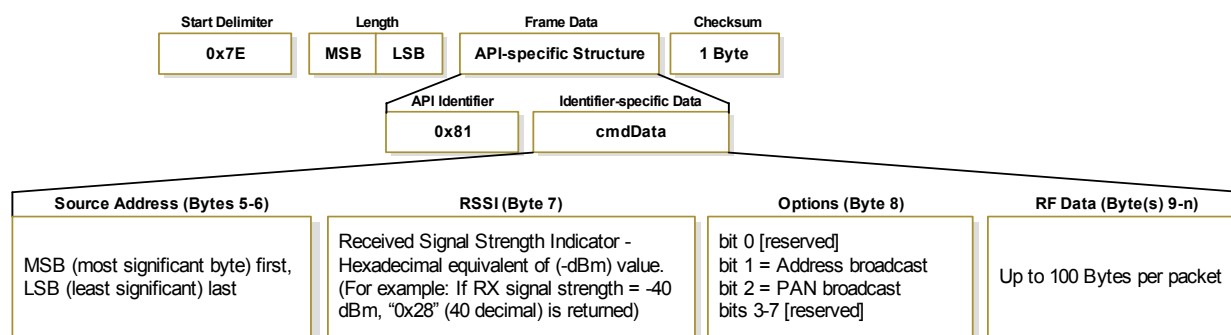 Start Delimiter
Length
Frame Data
Checksum
0x7E
MSB
LSB
API-specific Structure
1 Byte
API Identifier
Identifier-specific Data
0x81
cmdData
Source Address (Bytes 5-6)
MSB (most significant byte) first,
LSB (least significant) last
RSSI (Byte 7)
Received Signal Strength Indicator -
Hexadecimal equivalent of (-dBm) value.
(For example: If RX signal strength = -40
dBm, “0x28” (40 decimal) is returned)
Options (Byte 8)
bit 0 [reserved]
bit 1 = Address broadcast
bit 2 = PAN broadcast
bits 3-7 [reserved]
RF Data (Byte(s) 9-n)
Up to 100 Bytes per packet